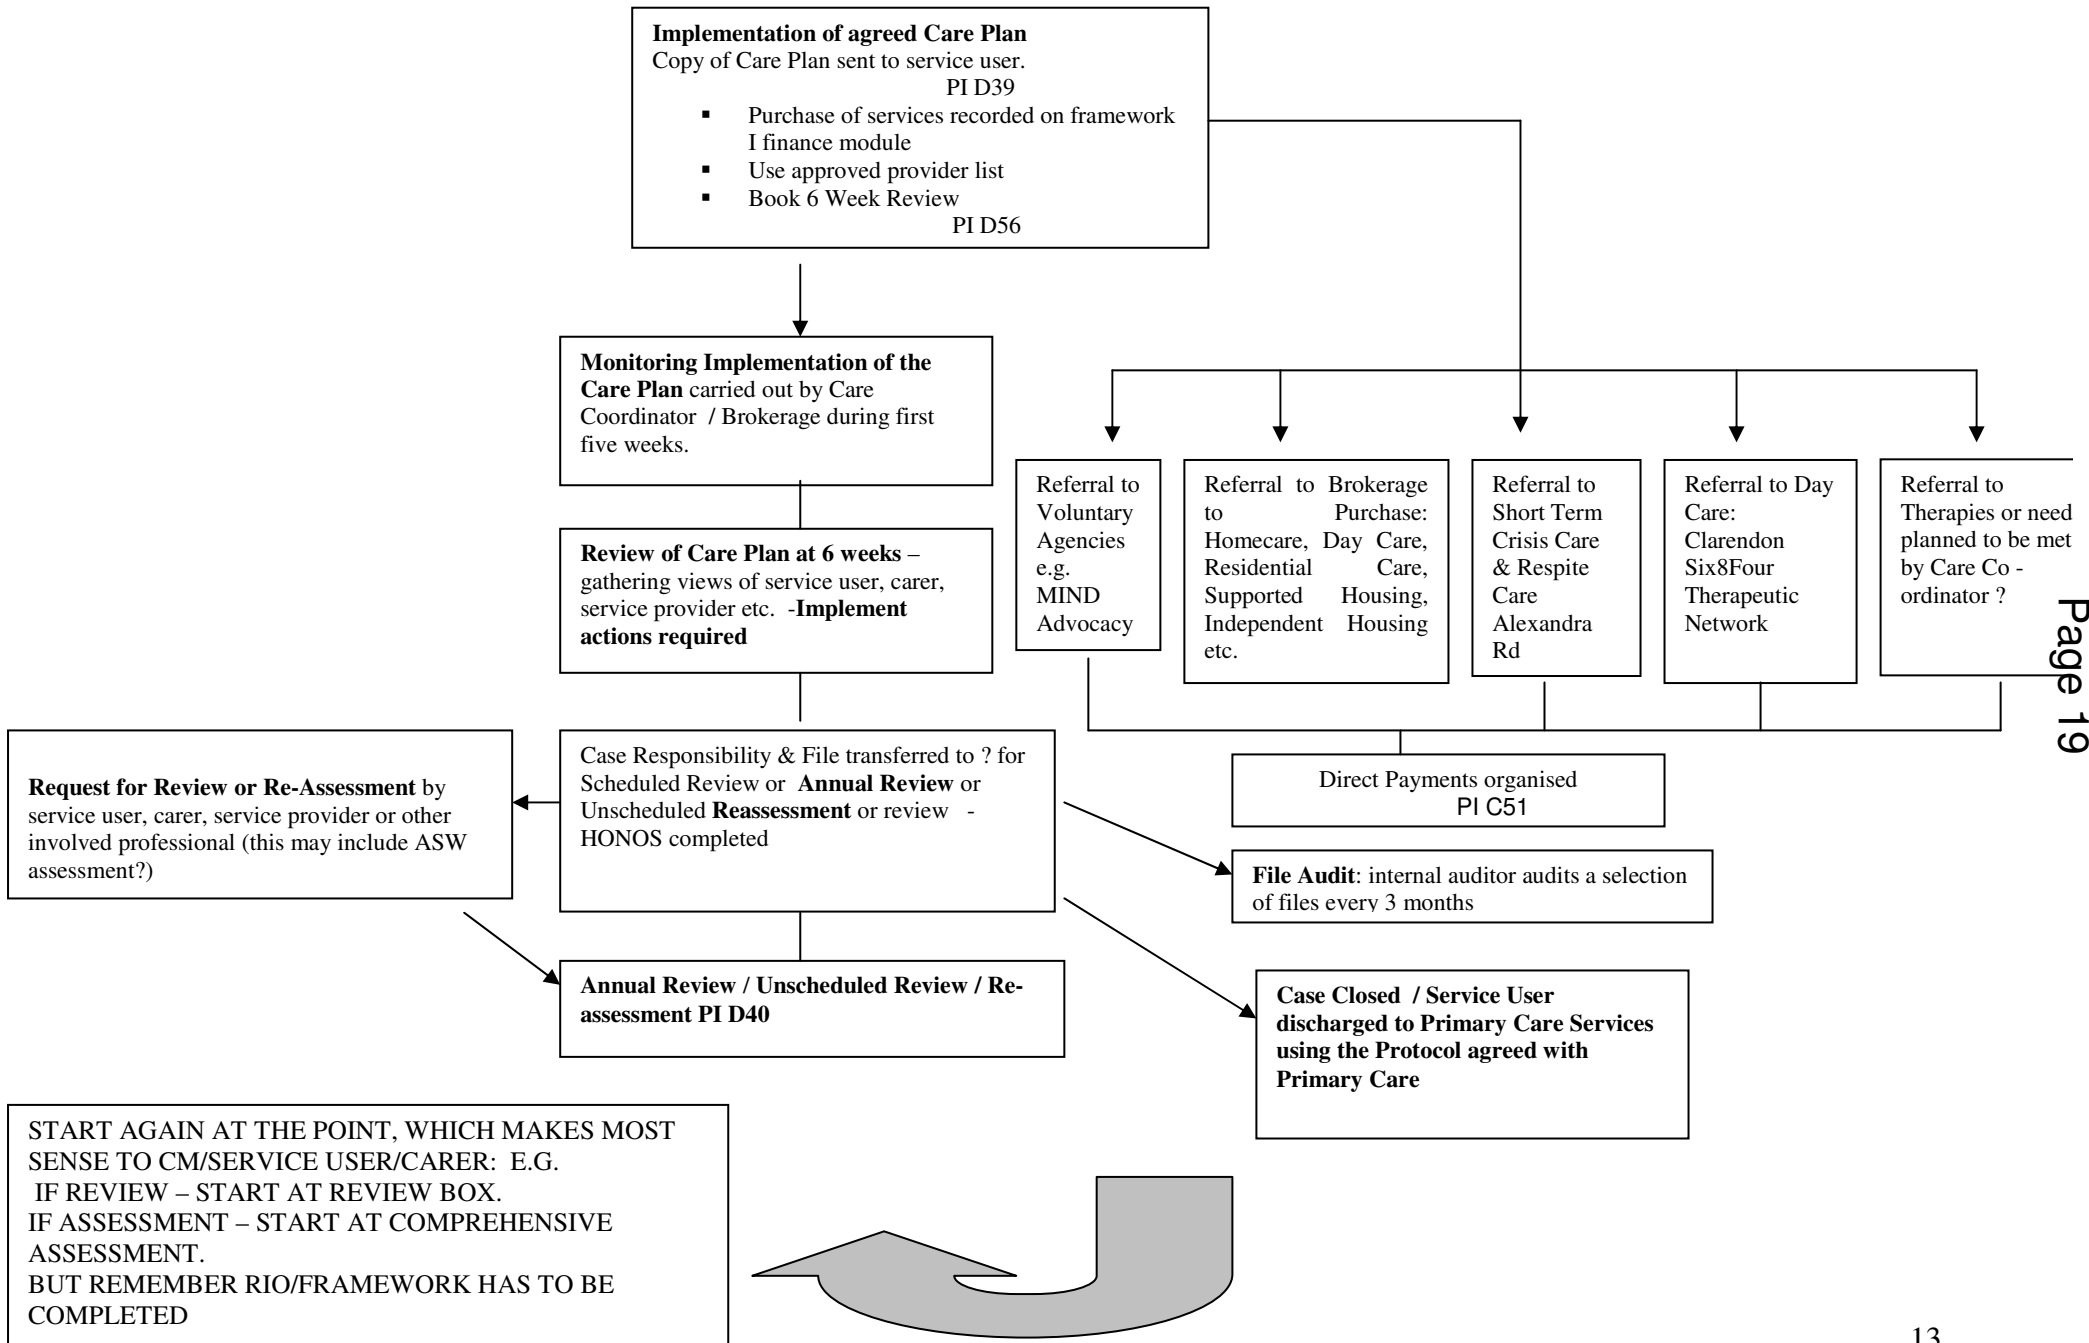 Implementation of agreed Care Plan
Copy of Care Plan sent to service user.
PI D39
▪ Purchase of services recorded on framework
I finance module
▪ Use approved provider list
▪ Book 6 Week Review
PI D56
Monitoring Implementation of the
Care Plan carried out by Care
Coordinator / Brokerage during first
five weeks.
Review of Care Plan at 6 weeks –
gathering views of service user, carer,
service provider etc. -Implement
actions required
Referral to
Voluntary
Agencies
e.g.
MIND
Advocacy
Referral to Brokerage
to Purchase:
Homecare, Day Care,
Residential Care,
Supported Housing,
Independent Housing
etc.
Referral to
Short Term
Crisis Care
& Respite
Care
Alexandra
Rd
Referral to Day
Care:
Clarendon
Six8Four
Therapeutic
Network
Referral to
Therapies or need
planned to be met
by Care Co -
ordinator ?
Page 19
Request for Review or Re-Assessment by
service user, carer, service provider or other
involved professional (this may include ASW
assessment?)
Case Responsibility & File transferred to ? for
Scheduled Review or Annual Review or
Unscheduled Reassessment or review -
HONOS completed
Direct Payments organised
PI C51
File Audit: internal auditor audits a selection
of files every 3 months
Annual Review / Unscheduled Review / Re-
assessment PI D40
Case Closed / Service User
discharged to Primary Care Services
using the Protocol agreed with
Primary Care
START AGAIN AT THE POINT, WHICH MAKES MOST
SENSE TO CM/SERVICE USER/CARER: E.G.
IF REVIEW – START AT REVIEW BOX.
IF ASSESSMENT – START AT COMPREHENSIVE
ASSESSMENT.
BUT REMEMBER RIO/FRAMEWORK HAS TO BE
COMPLETED
13